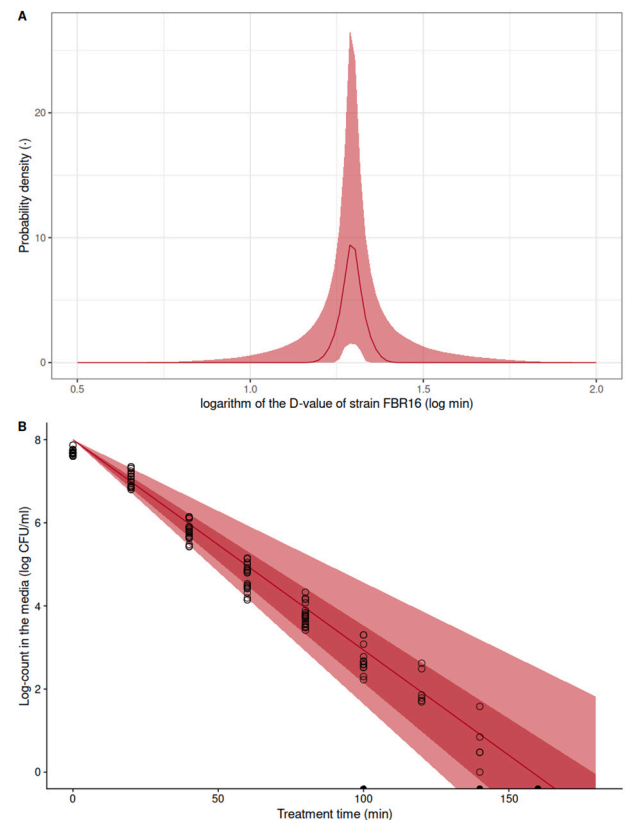 A
Probability density (·)
20
10
0
0.5 1.0 1.5 2.0
logarithm of the D-value of strain FBR16 (log min)
B
Log-count in the media (log CFU/ml)
8
6
4
2
0
0 50 100 150
Treatment time (min)